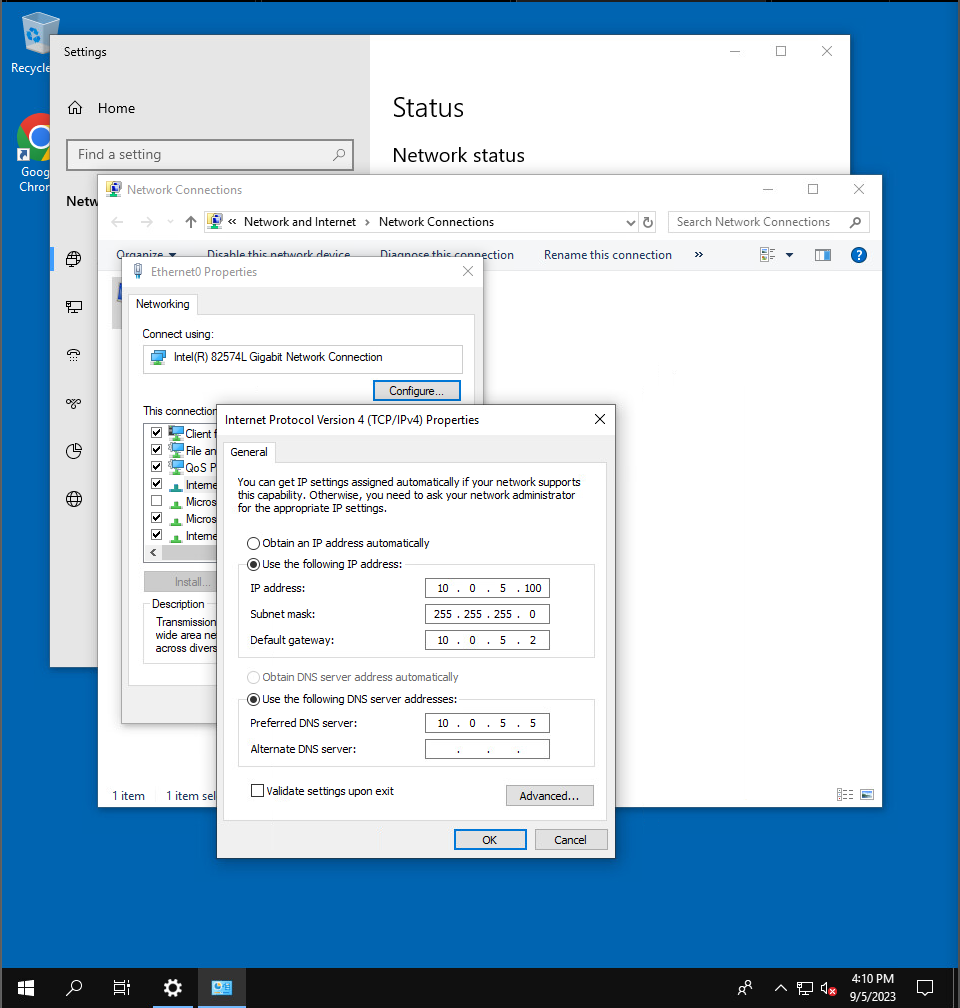 Recycle
Goog
Chron
Settings
Home
Find a setting
Netw
Status
Network status
Network Connections
« Network and Internet › Network Connections
Search Network Connections
Organize
Disable this network device
Diagnose this connection
Rename this connection
»
?
Ethernet0 Properties
Networking
Connect using:
Intel(R) 82574L Gigabit Network Connection
Configure...
This connection
Client f
File an
QoS P
Interne
Micros
Micros
Interne
Install...
Description
Transmission
wide area ne
across divers
Internet Protocol Version 4 (TCP/IPv4) Properties
General
You can get IP settings assigned automatically if your network supports
this capability. Otherwise, you need to ask your network administrator
for the appropriate IP settings.
Obtain an IP address automatically
Use the following IP address:
IP address: 10 . 0 . 5 . 100
Subnet mask: 255 . 255 . 255 . 0
Default gateway: 10 . 0 . 5 . 2
Obtain DNS server address automatically
Use the following DNS server addresses:
Preferred DNS server: 10 . 0 . 5 . 5
Alternate DNS server: . . .
Validate settings upon exit
Advanced...
OK Cancel
1 item 1 item sel
4:10 PM
9/5/2023